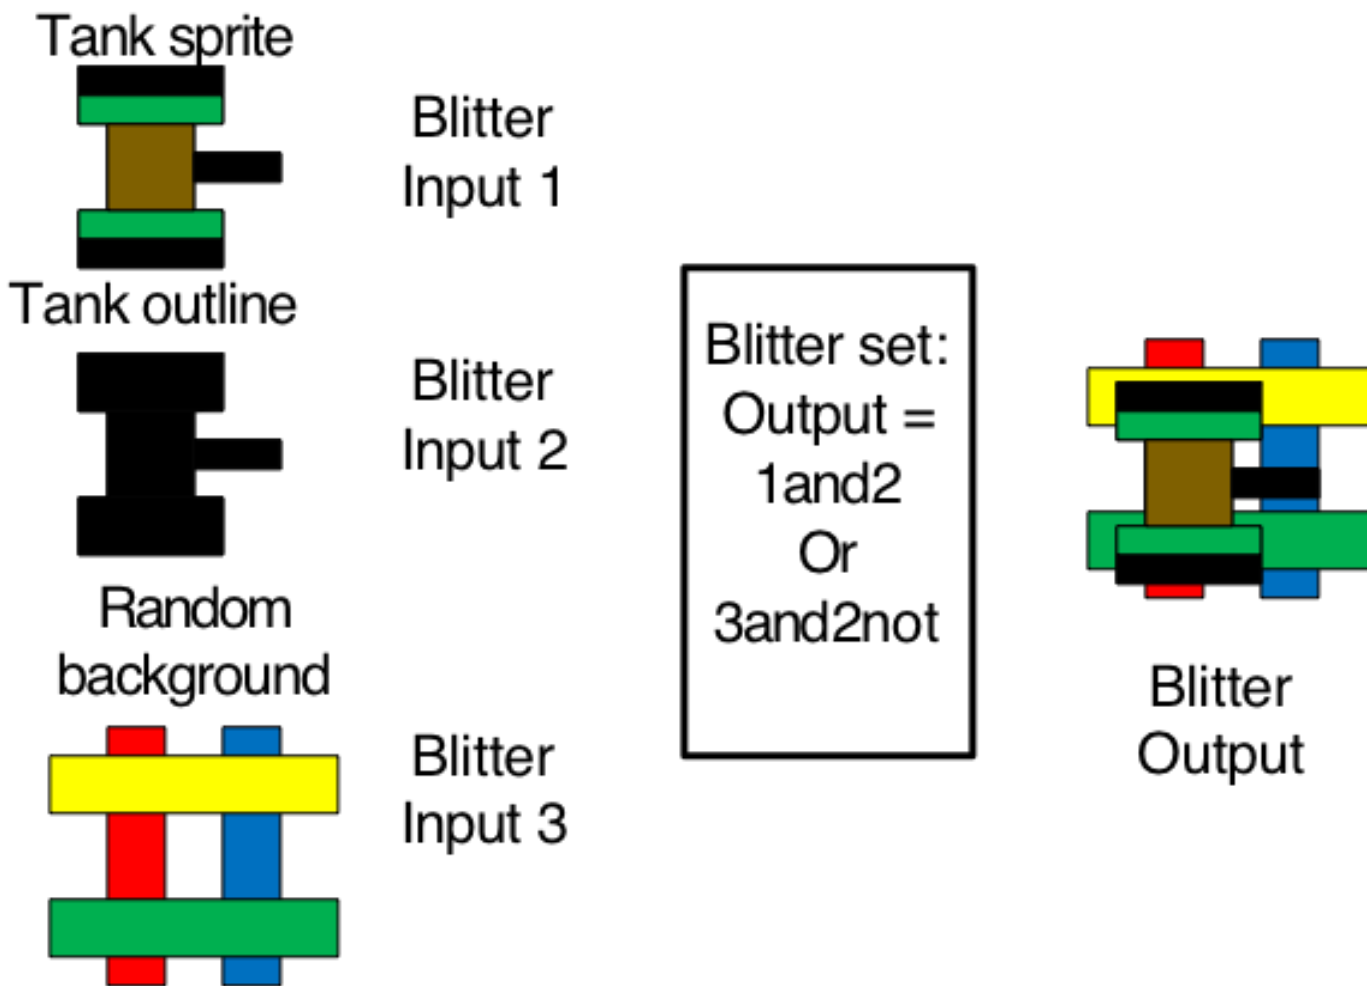 Tank sprite
Blitter
Input 1
Tank outline
Blitter
Input 2
Random
background
Blitter
Input 3
Blitter set:
Output =
1and2
Or
3and2not
Blitter
Output